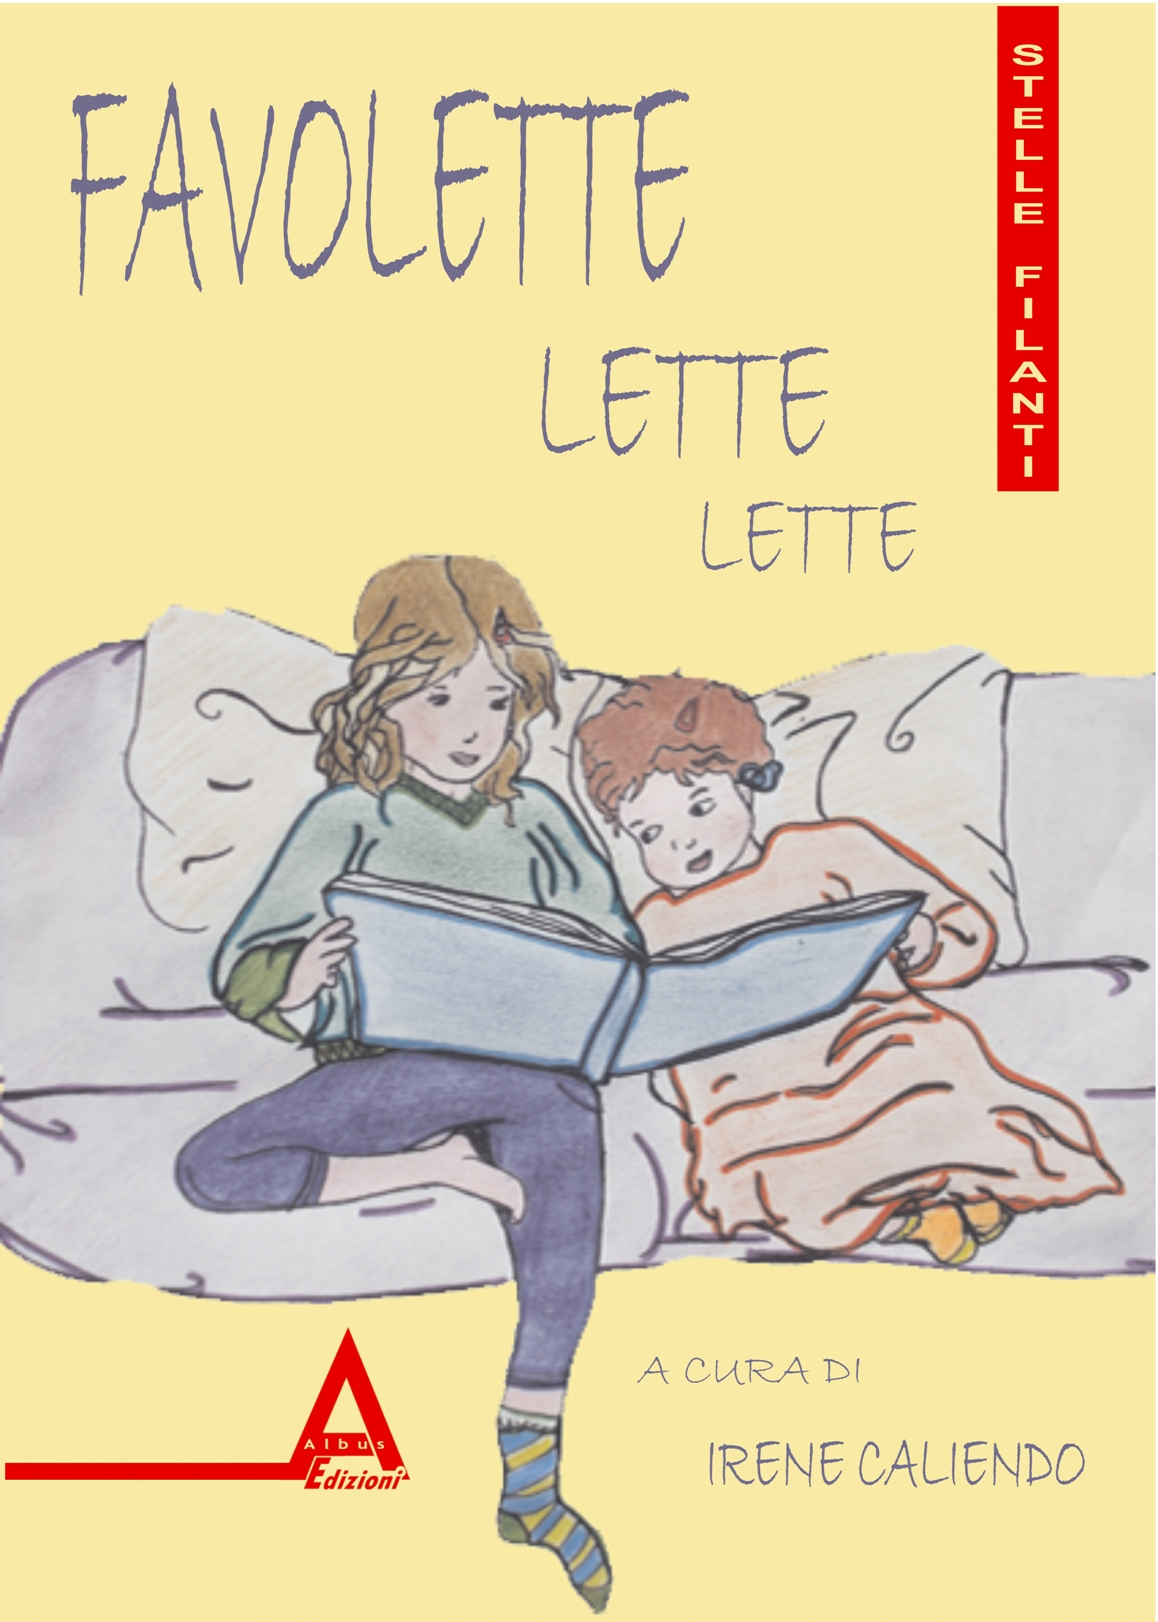 FAVOLETTE
LETTE
LETTE
STELLE FILANTI
A CURA DI
IRENE CALIENDO
Albus
Edizioni